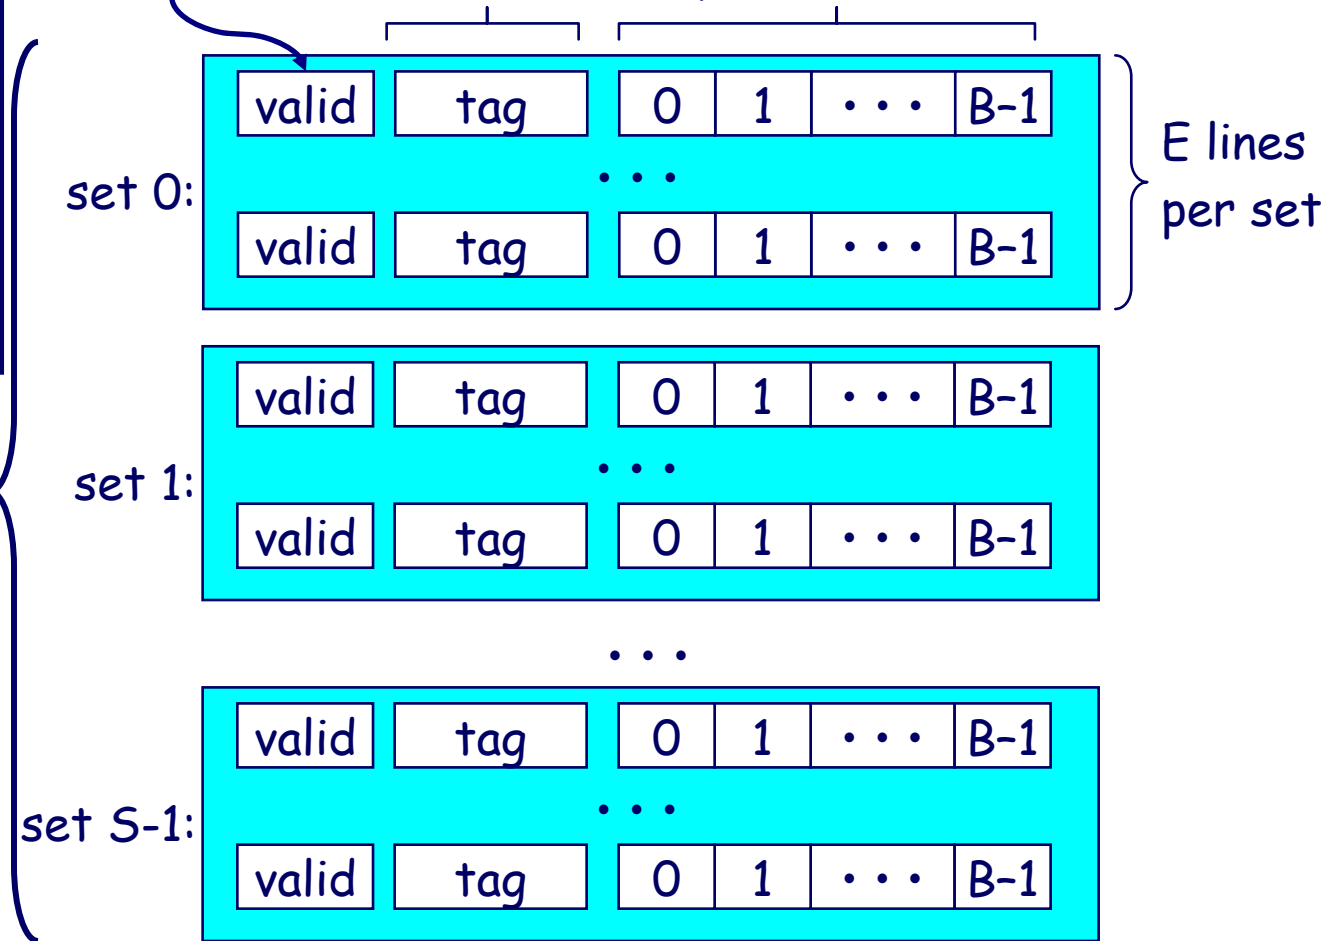 valid tag 0 1 • • • B-1
• • •
set 0:
valid tag 0 1 • • • B-1
E lines
per set
valid tag 0 1 • • • B-1
• • •
set 1:
valid tag 0 1 • • • B-1
• • •
valid tag 0 1 • • • B-1
• • •
set S-1:
valid tag 0 1 • • • B-1